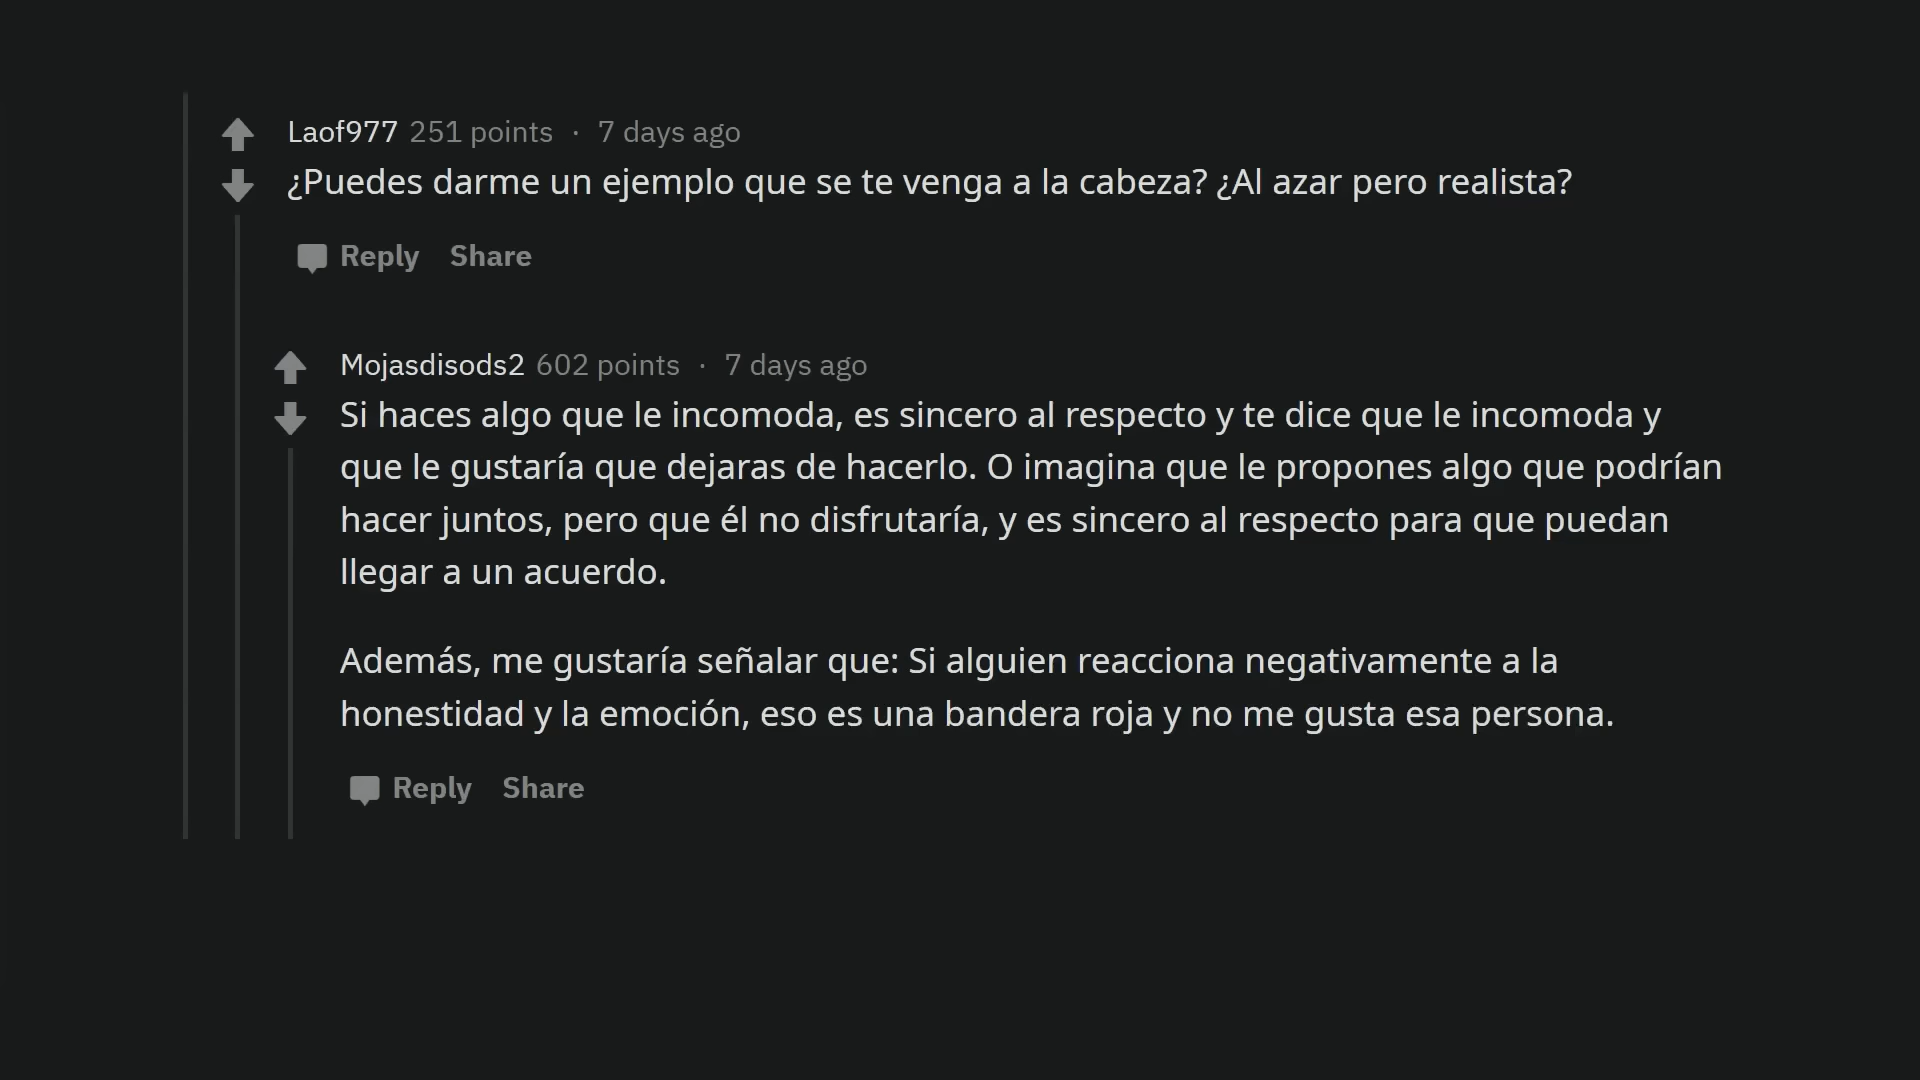 Laof977 251 points · 7 days ago
¿Puedes darme un ejemplo que se te venga a la cabeza? ¿Al azar pero realista?
Reply Share
Mojasdisods2 602 points · 7 days ago
Si haces algo que le incomoda, es sincero al respecto y te dice que le incomoda y
que le gustaría que dejaras de hacerlo. O imagina que le propones algo que podrían
hacer juntos, pero que él no disfrutaría, y es sincero al respecto para que puedan
llegar a un acuerdo.
Además, me gustaría señalar que: Si alguien reacciona negativamente a la
honestidad y la emoción, eso es una bandera roja y no me gusta esa persona.
Reply Share